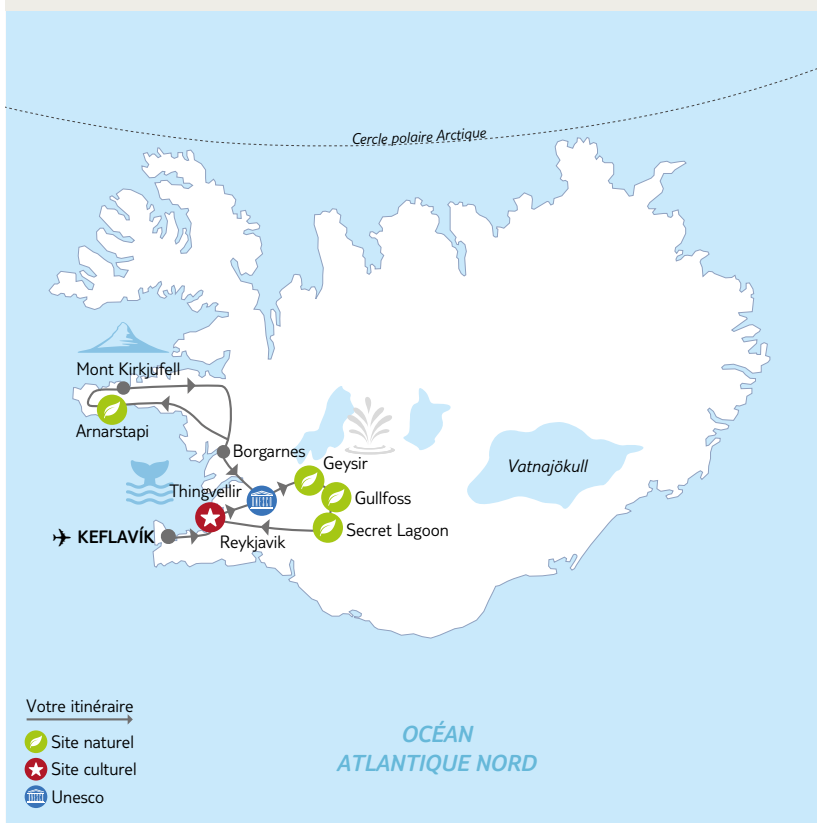 Cercle polaire Arctique
Mont Kirkjufell
Arnarstapi
Borgarnes
Geysir
Vatnajökull
Thingvellir
Gullfoss
Secret Lagoon
KEFLAVÍK
Reykjavik
Votre itinéraire
Site naturel
Site culturel
Unesco
OCÉAN
ATLANTIQUE NORD